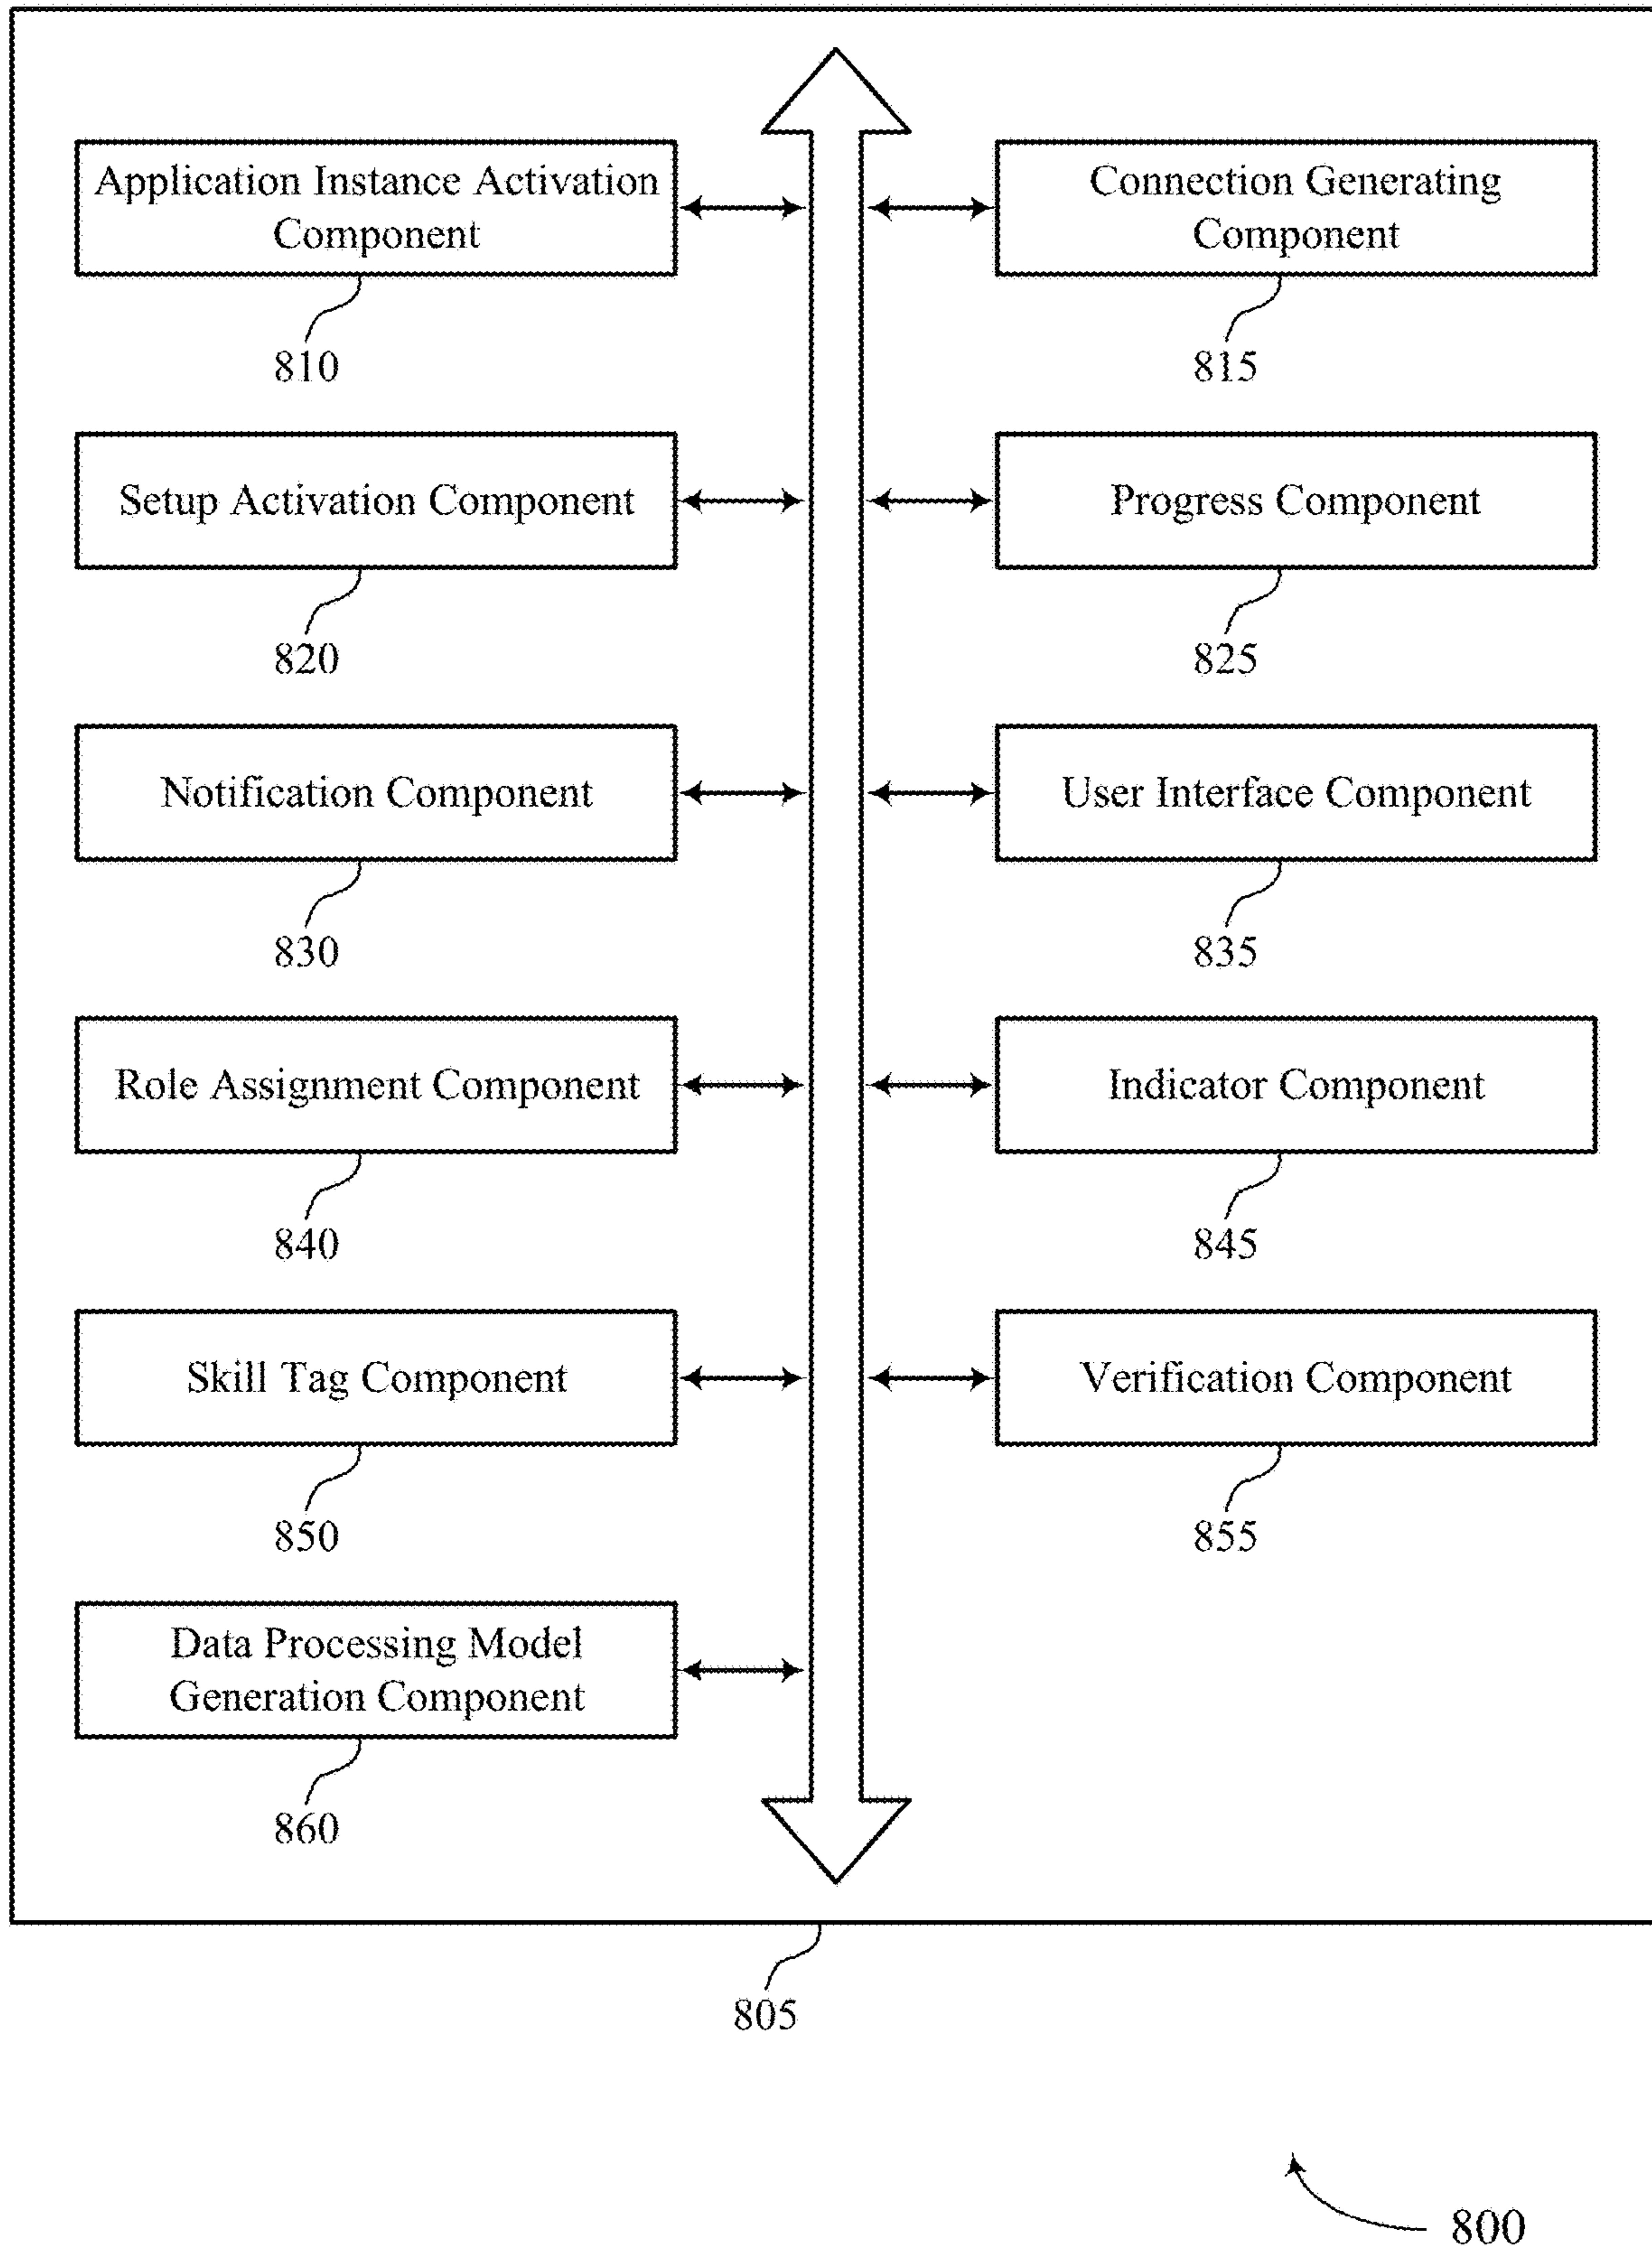 Application Instance Activation
Component
810
Connection Generating
Component
815
Setup Activation Component
820
Progress Component
825
Notification Component
830
User Interface Component
835
Role Assignment Component
840
Indicator Component
845
Skill Tag Component
850
Verification Component
855
Data Processing Model
Generation Component
860
805
800